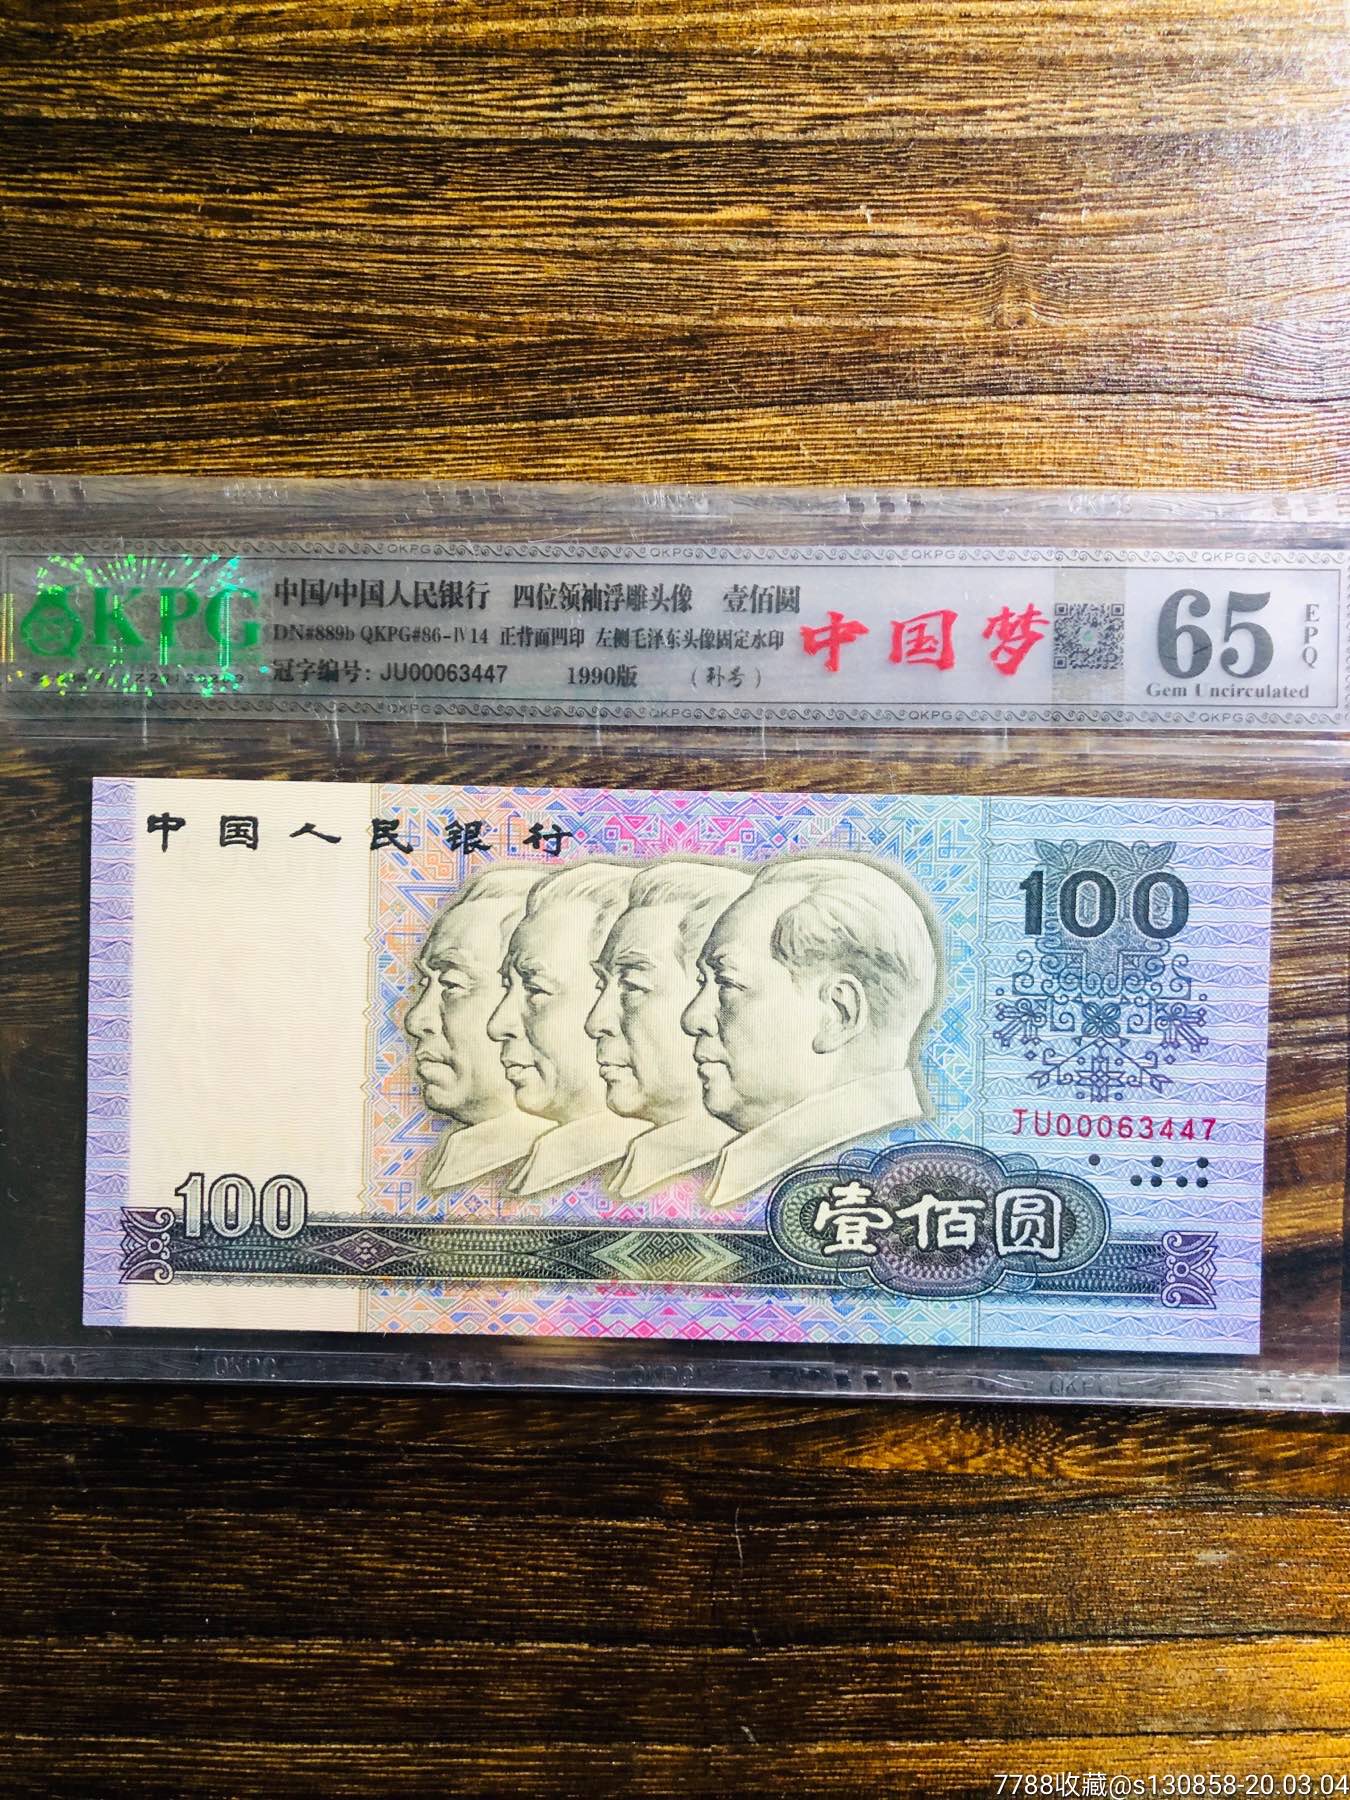 QKPG
中国/中国人民银行 四位领袖浮雕头像 壹佰圆
DN#889b QKPG#86-Ⅳ14 正背面凹印 左侧毛泽东头像固定水印
冠字编号: JU00063447 1990版 (补号)
中国梦
65
EPQ
Gem Uncirculated
中国人民银行
100
JU00063447
100
壹佰圆
7788收藏@s130858-20.03.04